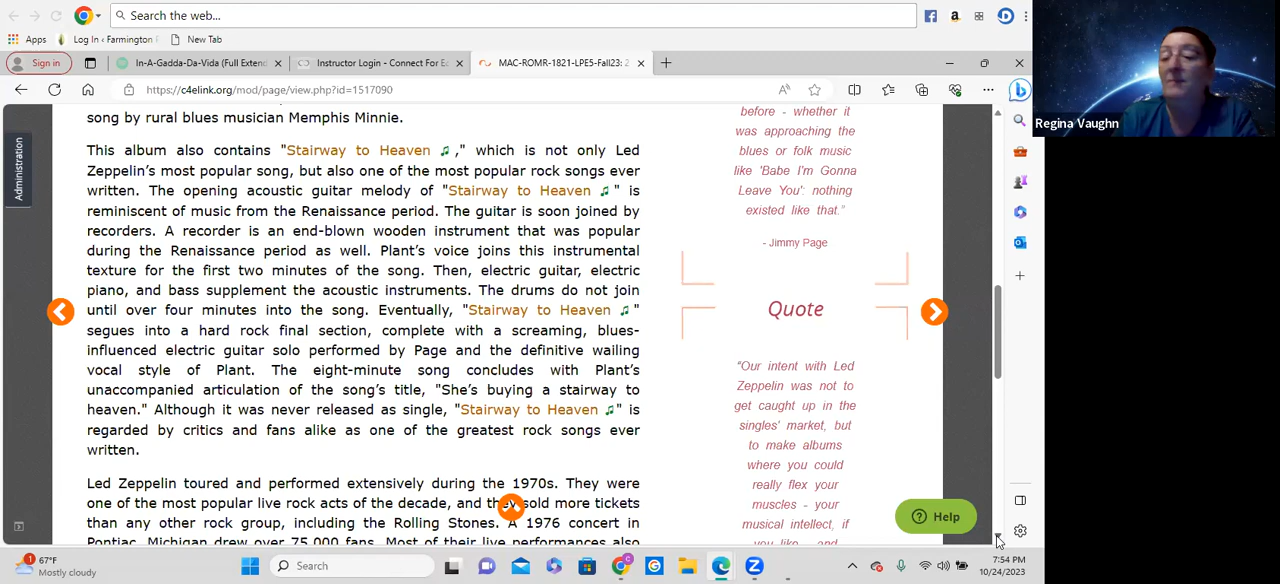 Search the web...
Apps
Log In ‹ Farmington
New Tab
Sign in
In-A-Gadda-Da-Vida (Full Extend
Instructor Login - Connect For Ec
MAC-ROMR-1821-LPE5-Fall23: 2
https://c4elink.org/mod/page/view.php?id=1517090
Regina Vaughn
Administration
song by rural blues musician Memphis Minnie.
This album also contains "Stairway to Heaven ," which is not only Led
Zeppelin's most popular song, but also one of the most popular rock songs ever
written. The opening acoustic guitar melody of "Stairway to Heaven " is
reminiscent of music from the Renaissance period. The guitar is soon joined by
recorders. A recorder is an end-blown wooden instrument that was popular
during the Renaissance period as well. Plant's voice joins this instrumental
texture for the first two minutes of the song. Then, electric guitar, electric
piano, and bass supplement the acoustic instruments. The drums do not join
until over four minutes into the song. Eventually, "Stairway to Heaven "
segues into a hard rock final section, complete with a screaming, blues-
influenced electric guitar solo performed by Page and the definitive wailing
vocal style of Plant. The eight-minute song concludes with Plant's
unaccompanied articulation of the song's title, "She's buying a stairway to
heaven." Although it was never released as single, "Stairway to Heaven " is
regarded by critics and fans alike as one of the greatest rock songs ever
written.
Led Zeppelin toured and performed extensively during the 1970s. They were
one of the most popular live rock acts of the decade, and they sold more tickets
than any other rock group, including the Rolling Stones. A 1976 concert in
Pontiac, Michigan drew over 75,000 fans. Most of their live performances also
before - whether it
was approaching the
blues or folk music
like 'Babe I'm Gonna
Leave You': nothing
existed like that."
- Jimmy Page
Quote
"Our intent with Led
Zeppelin was not to
get caught up in the
singles' market, but
to make albums
where you could
really flex your
muscles - your
musical intellect, if
you like - and
Help
67°F
Mostly cloudy
Search
7:54 PM
10/24/2023